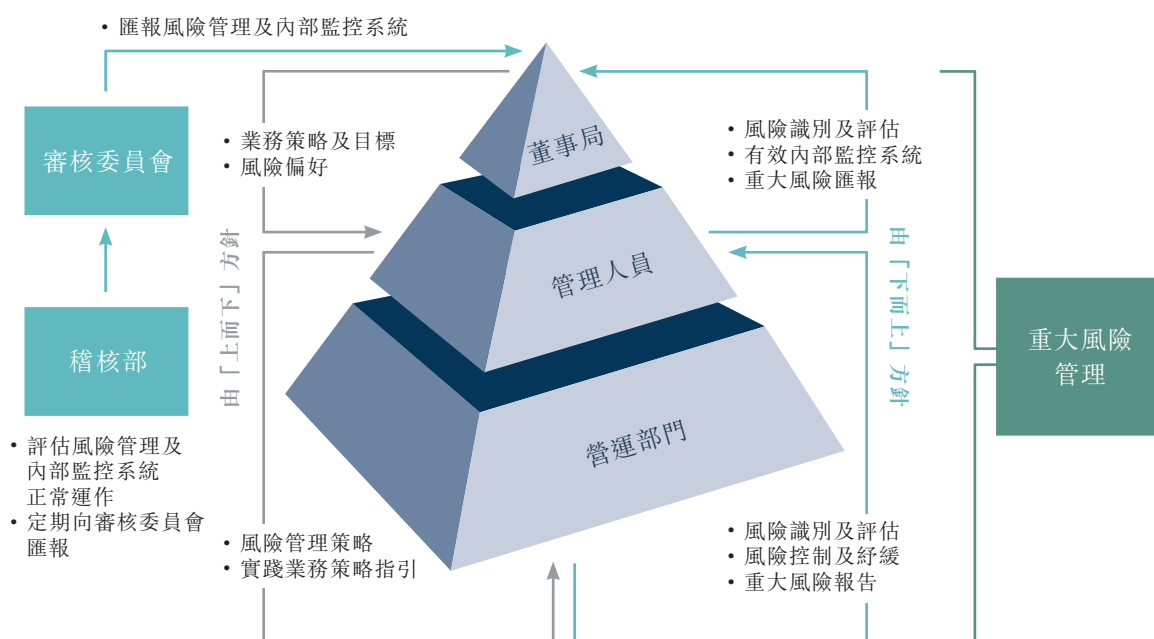 • 匯報風險管理及內部監控系統
審核委員會
• 業務策略及目標
• 風險偏好
董事局
• 風險識別及評估
• 有效內部監控系統
• 重大風險匯報
由「上而下」方針
管理人員
由「下而上」方針
稽核部
重大風險
管理
• 評估風險管理及
內部監控系統
正常運作
• 定期向審核委員會
匯報
營運部門
• 風險管理策略
• 實踐業務策略指引
• 風險識別及評估
• 風險控制及紓緩
• 重大風險報告